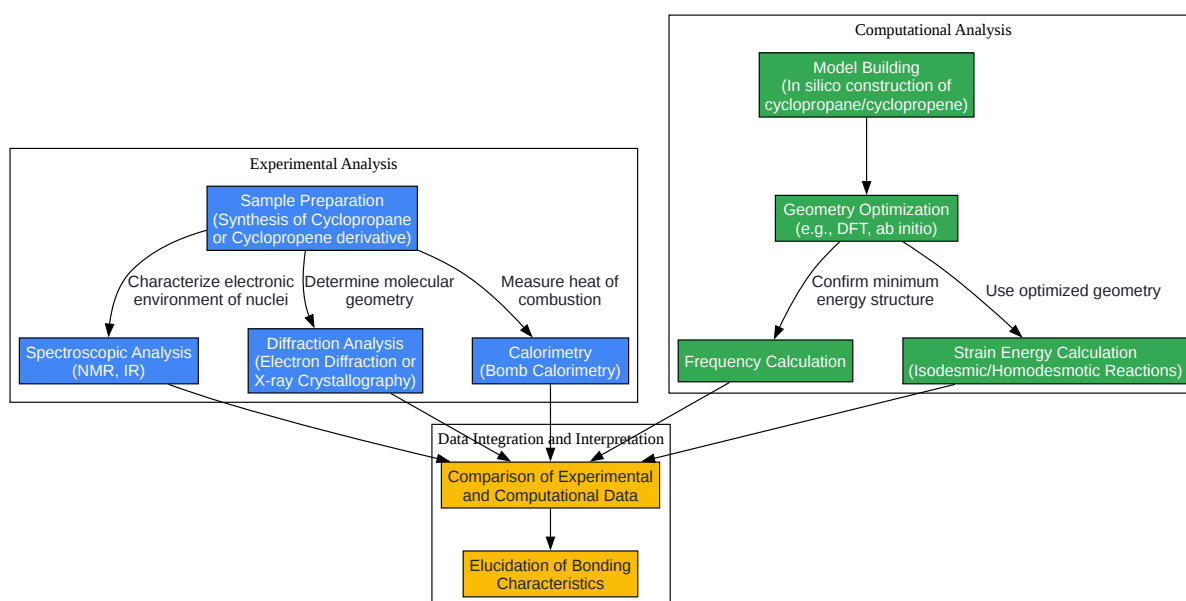 Computational Analysis
Model Building
(In silico construction of
cyclopropane/cyclopropene)
Experimental Analysis
Sample Preparation
(Synthesis of Cyclopropane
or Cyclopropene derivative)
Geometry Optimization
(e.g., DFT, ab initio)
Characterize electronic
environment of nuclei
Determine molecular
geometry
Measure heat of
combustion
Confirm minimum
energy structure
Use optimized geometry
Spectroscopic Analysis
(NMR, IR)
Diffraction Analysis
(Electron Diffraction or
X-ray Crystallography)
Calorimetry
(Bomb Calorimetry)
Frequency Calculation
Strain Energy Calculation
(Isodesmic/Homodesmotic Reactions)
Data Integration and Interpretation
Comparison of Experimental
and Computational Data
Elucidation of Bonding
Characteristics